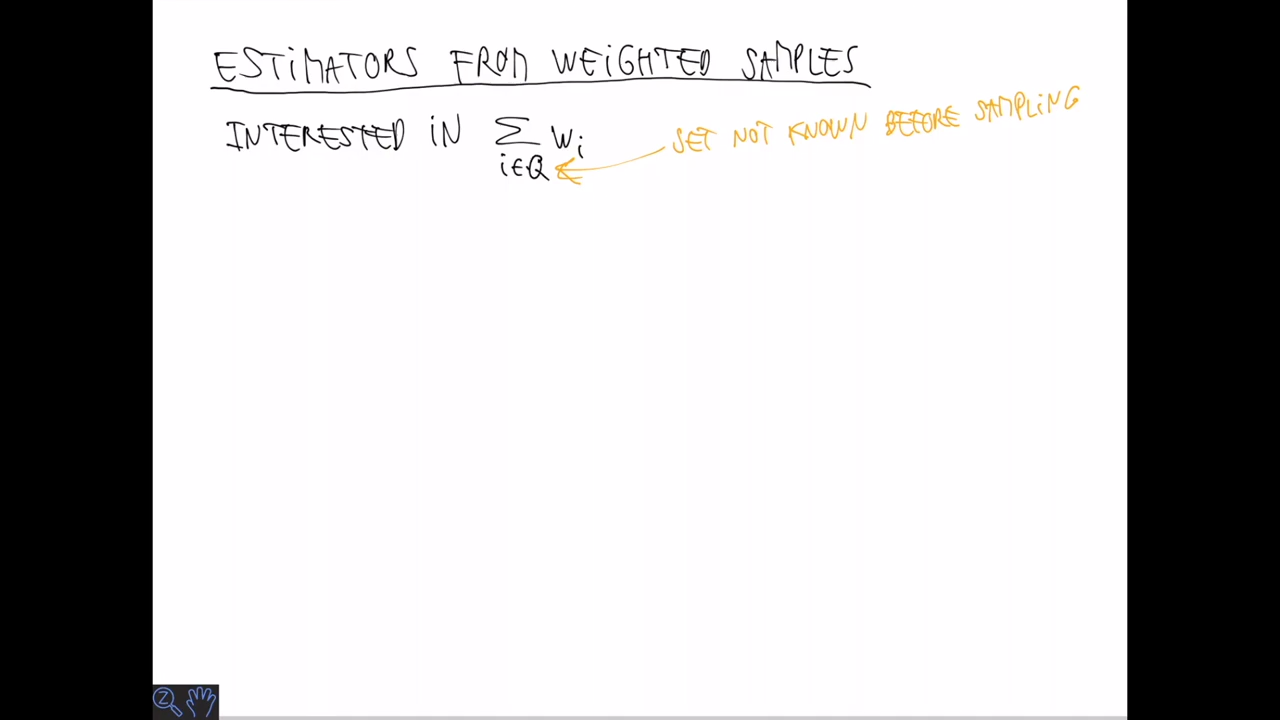 ESTIMATORS FROM WEIGHTED SAMPLES
INTERESTED IN ∑ wi
i∈Q
SET NOT KNOWN BEFORE SAMPLING
Z